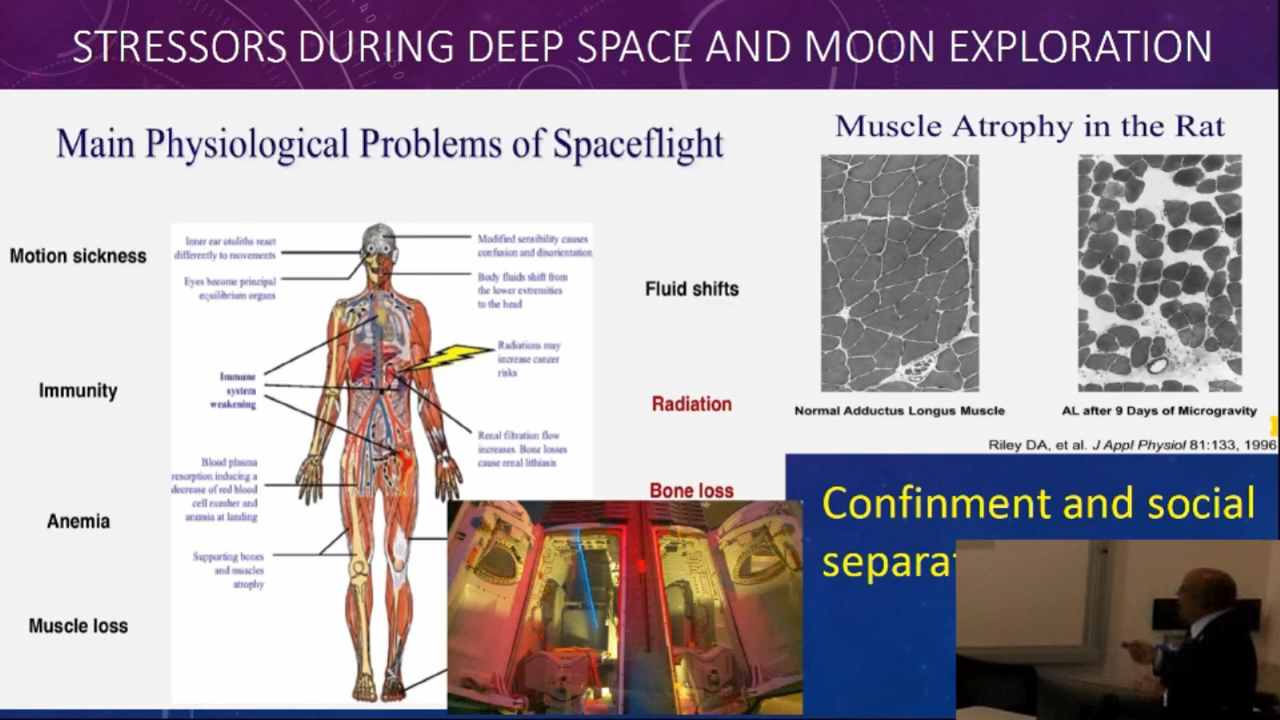 STRESSORS DURING DEEP SPACE AND MOON EXPLORATION
Main Physiological Problems of Spaceflight
Motion sickness
Immunity
Anemia
Muscle loss
Inner ear otoliths react
differently to movements
Eyes become principal
equilibrium organs
Immune
system
weakening
Blood plasma
resorption inducing a
decrease of red blood
cell number and
anemia at landing
Supporting bones
and muscles
atrophy
Modified sensibility causes
confusion and disorientation
Body fluids shift from
the lower extremities
to the head
Radiations may
increase cancer
risks
Renal filtration flow
increases. Bone losses
cause renal lithiasis
Fluid shifts
Radiation
Bone loss
Muscle Atrophy in the Rat
Normal Adductus Longus Muscle
AL after 9 Days of Microgravity
Riley DA, et al. J Appl Physiol 81:133, 1996
Confinment and social
separa